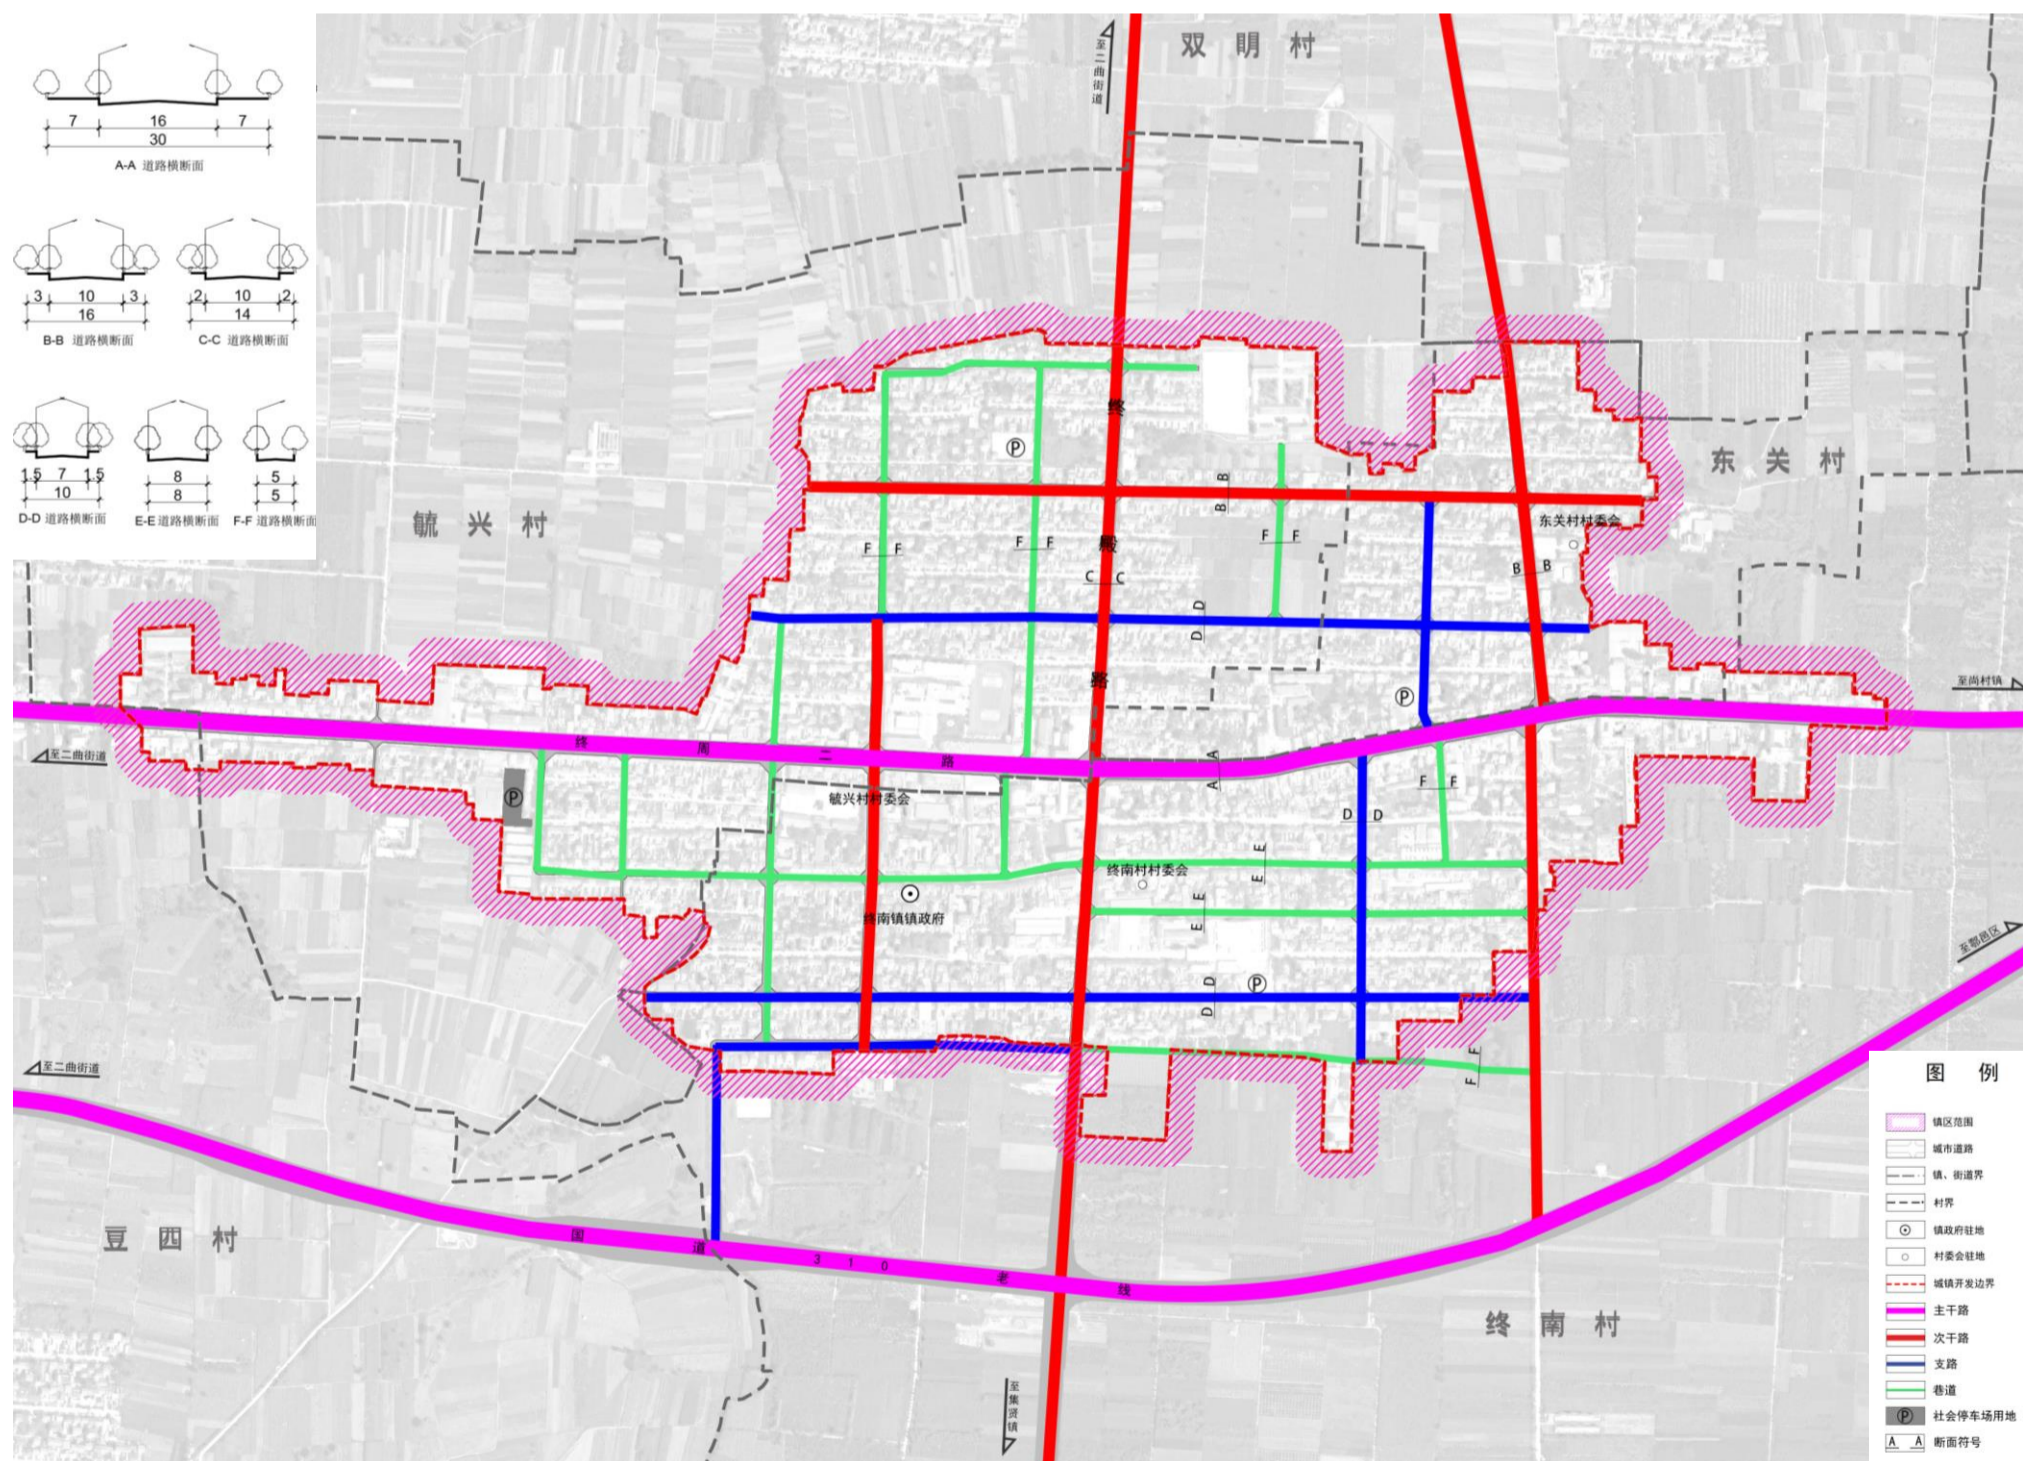 双明村
至二曲街道
7 16 7
30
A-A 道路横断面
3 10 3
16
B-B 道路横断面
2 10 2
14
C-C 道路横断面
1.5 7 1.5
10
D-D 道路横断面
8
8
E-E 道路横断面
5
5
F-F 道路横断面
毓兴村
东关村
东关村村委会
终殿路
P
B B
F F
F F
F F
C C
B B
D D
P
至尚村镇
至二曲街道
终周二路
A A
P
毓兴村村委会
F F
D D
E E
终南村村委会
终南镇镇政府
E E
D D
P
至鄠邑区
至二曲街道
F F
豆西村
国道310老线
终南村
至集贤镇
图例
镇区范围
城市道路
镇、街道界
村界
镇政府驻地
村委会驻地
城镇开发边界
主干路
次干路
支路
巷道
P 社会停车场用地
A A 断面符号